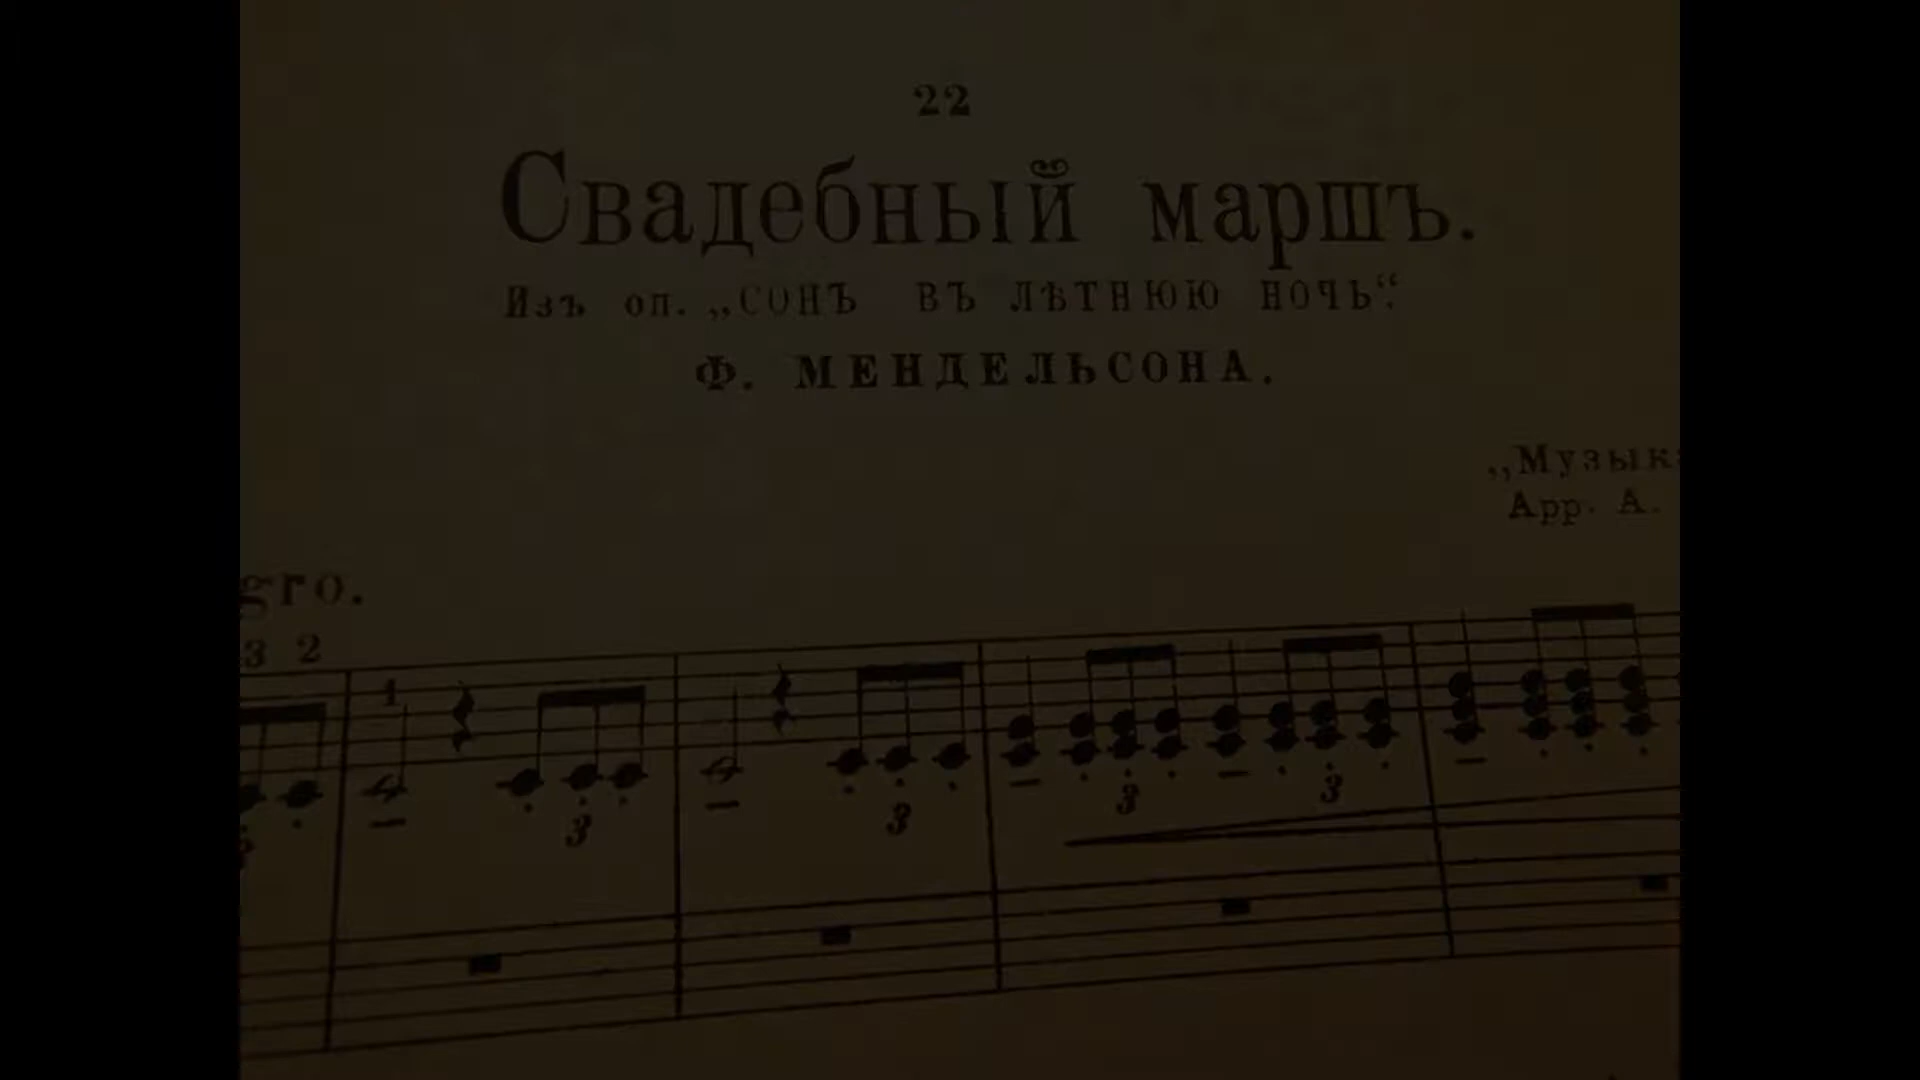 22
Свадебный маршъ.
Изъ оп. „СОНЪ ВЪ ЛѢТНЮЮ НОЧЬ“.
Ф. МЕНДЕЛЬСОНА.
„Музык
Арр. А.
gro.
3 2
1
3 3 3 3